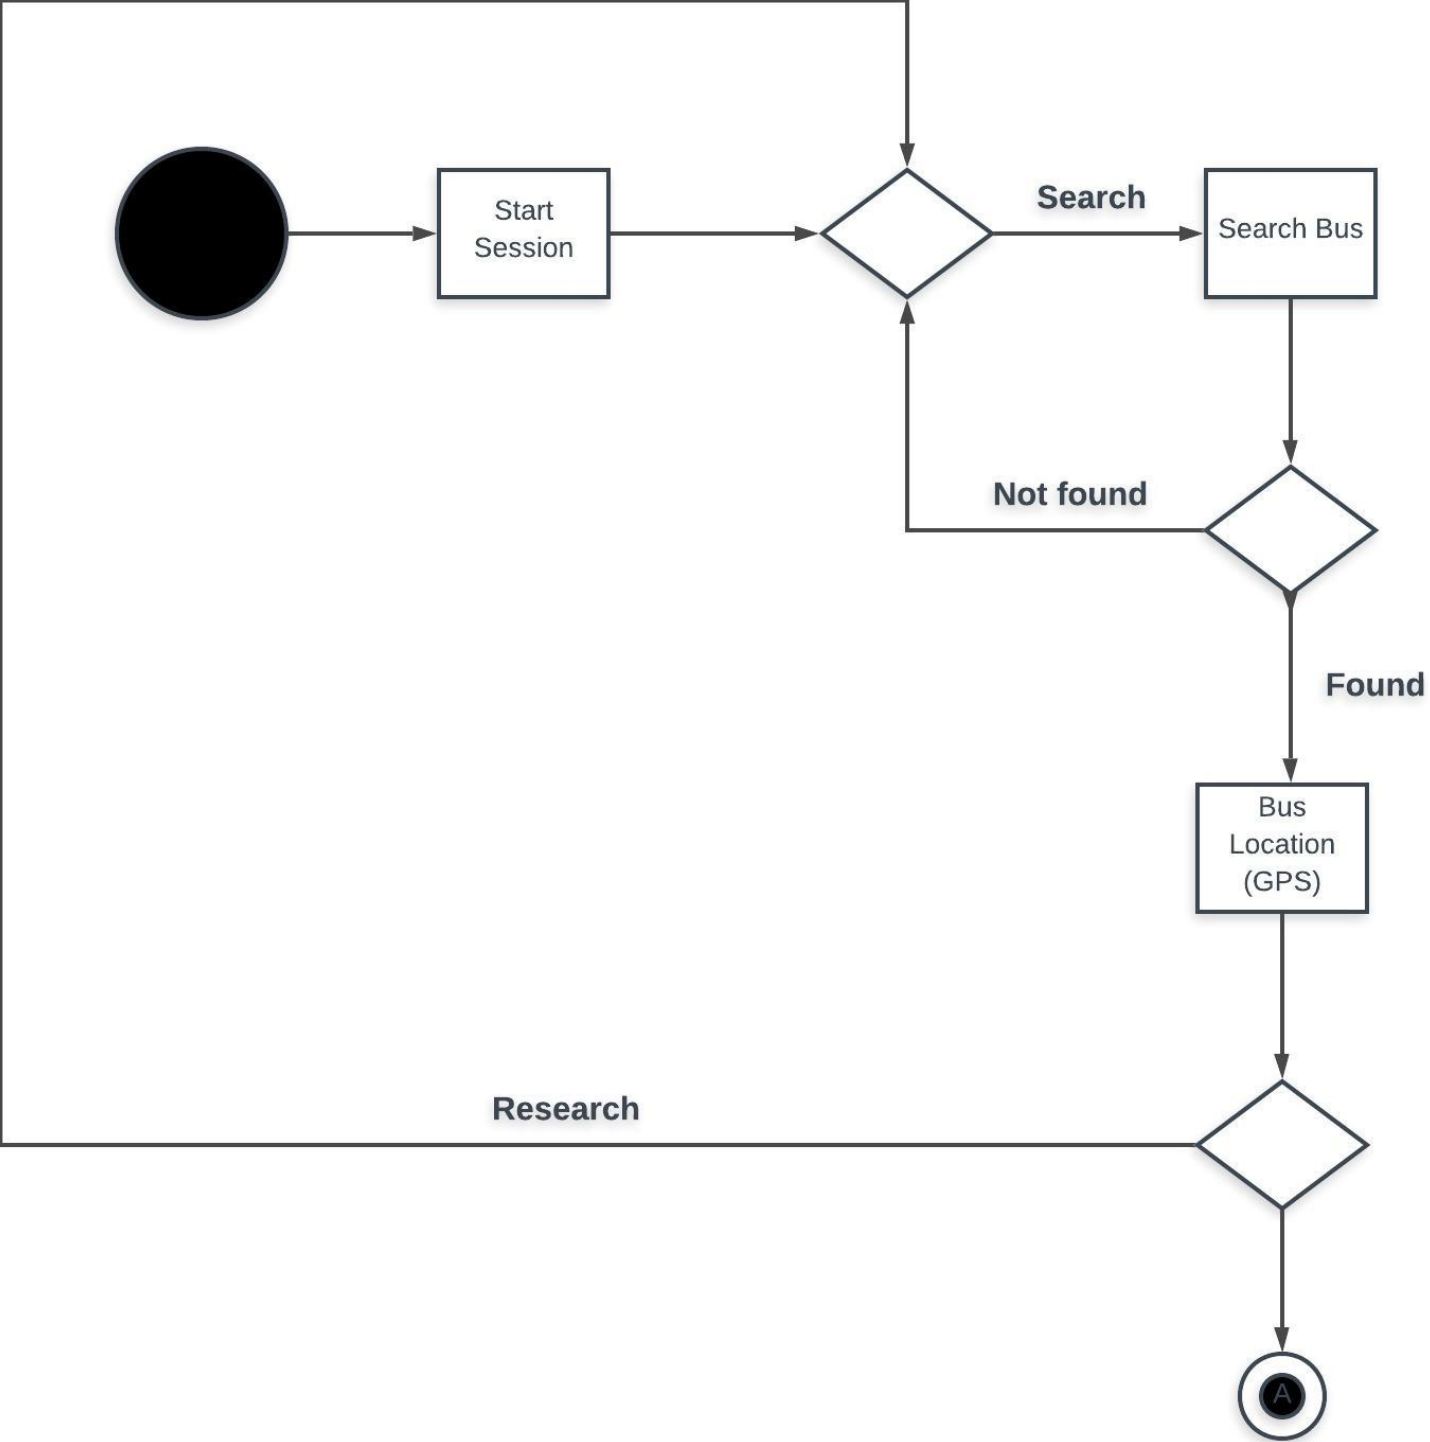 Start
Session
Search
Search Bus
Not found
Found
Bus
Location
(GPS)
Research
A